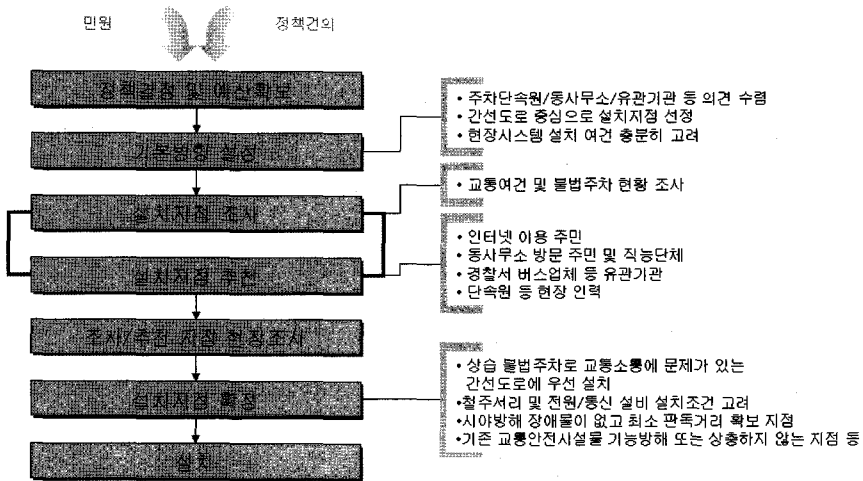 민원
정책건의
정책결정 및 예산확보
• 주차단속원/동사무소/유관기관 등 의견 수렴
• 간선도로 중심으로 설치지점 선정
• 현장시스템 설치 여건 충분히 고려
기본방향 설정
• 교통여건 및 불법주차 현황 조사
설치지점 조사
• 인터넷 이용 주민
• 동사무소 방문 주민 및 직능단체
• 경찰서 버스업체 등 유관기관
• 단속원 등 현장 인력
설치지점 추천
조사/추천 지점 현장조사
• 상습 불법주차로 교통소통에 문제가 있는
간선도로에 우선 설치
• 철주서리 및 전원/통신 설비 설치조건 고려
• 시야방해 장애물이 없고 최소 판독거리 확보 지점
• 기존 교통안전시설물 기능방해 또는 상충하지 않는 지점 등
설치지점 확정
설치